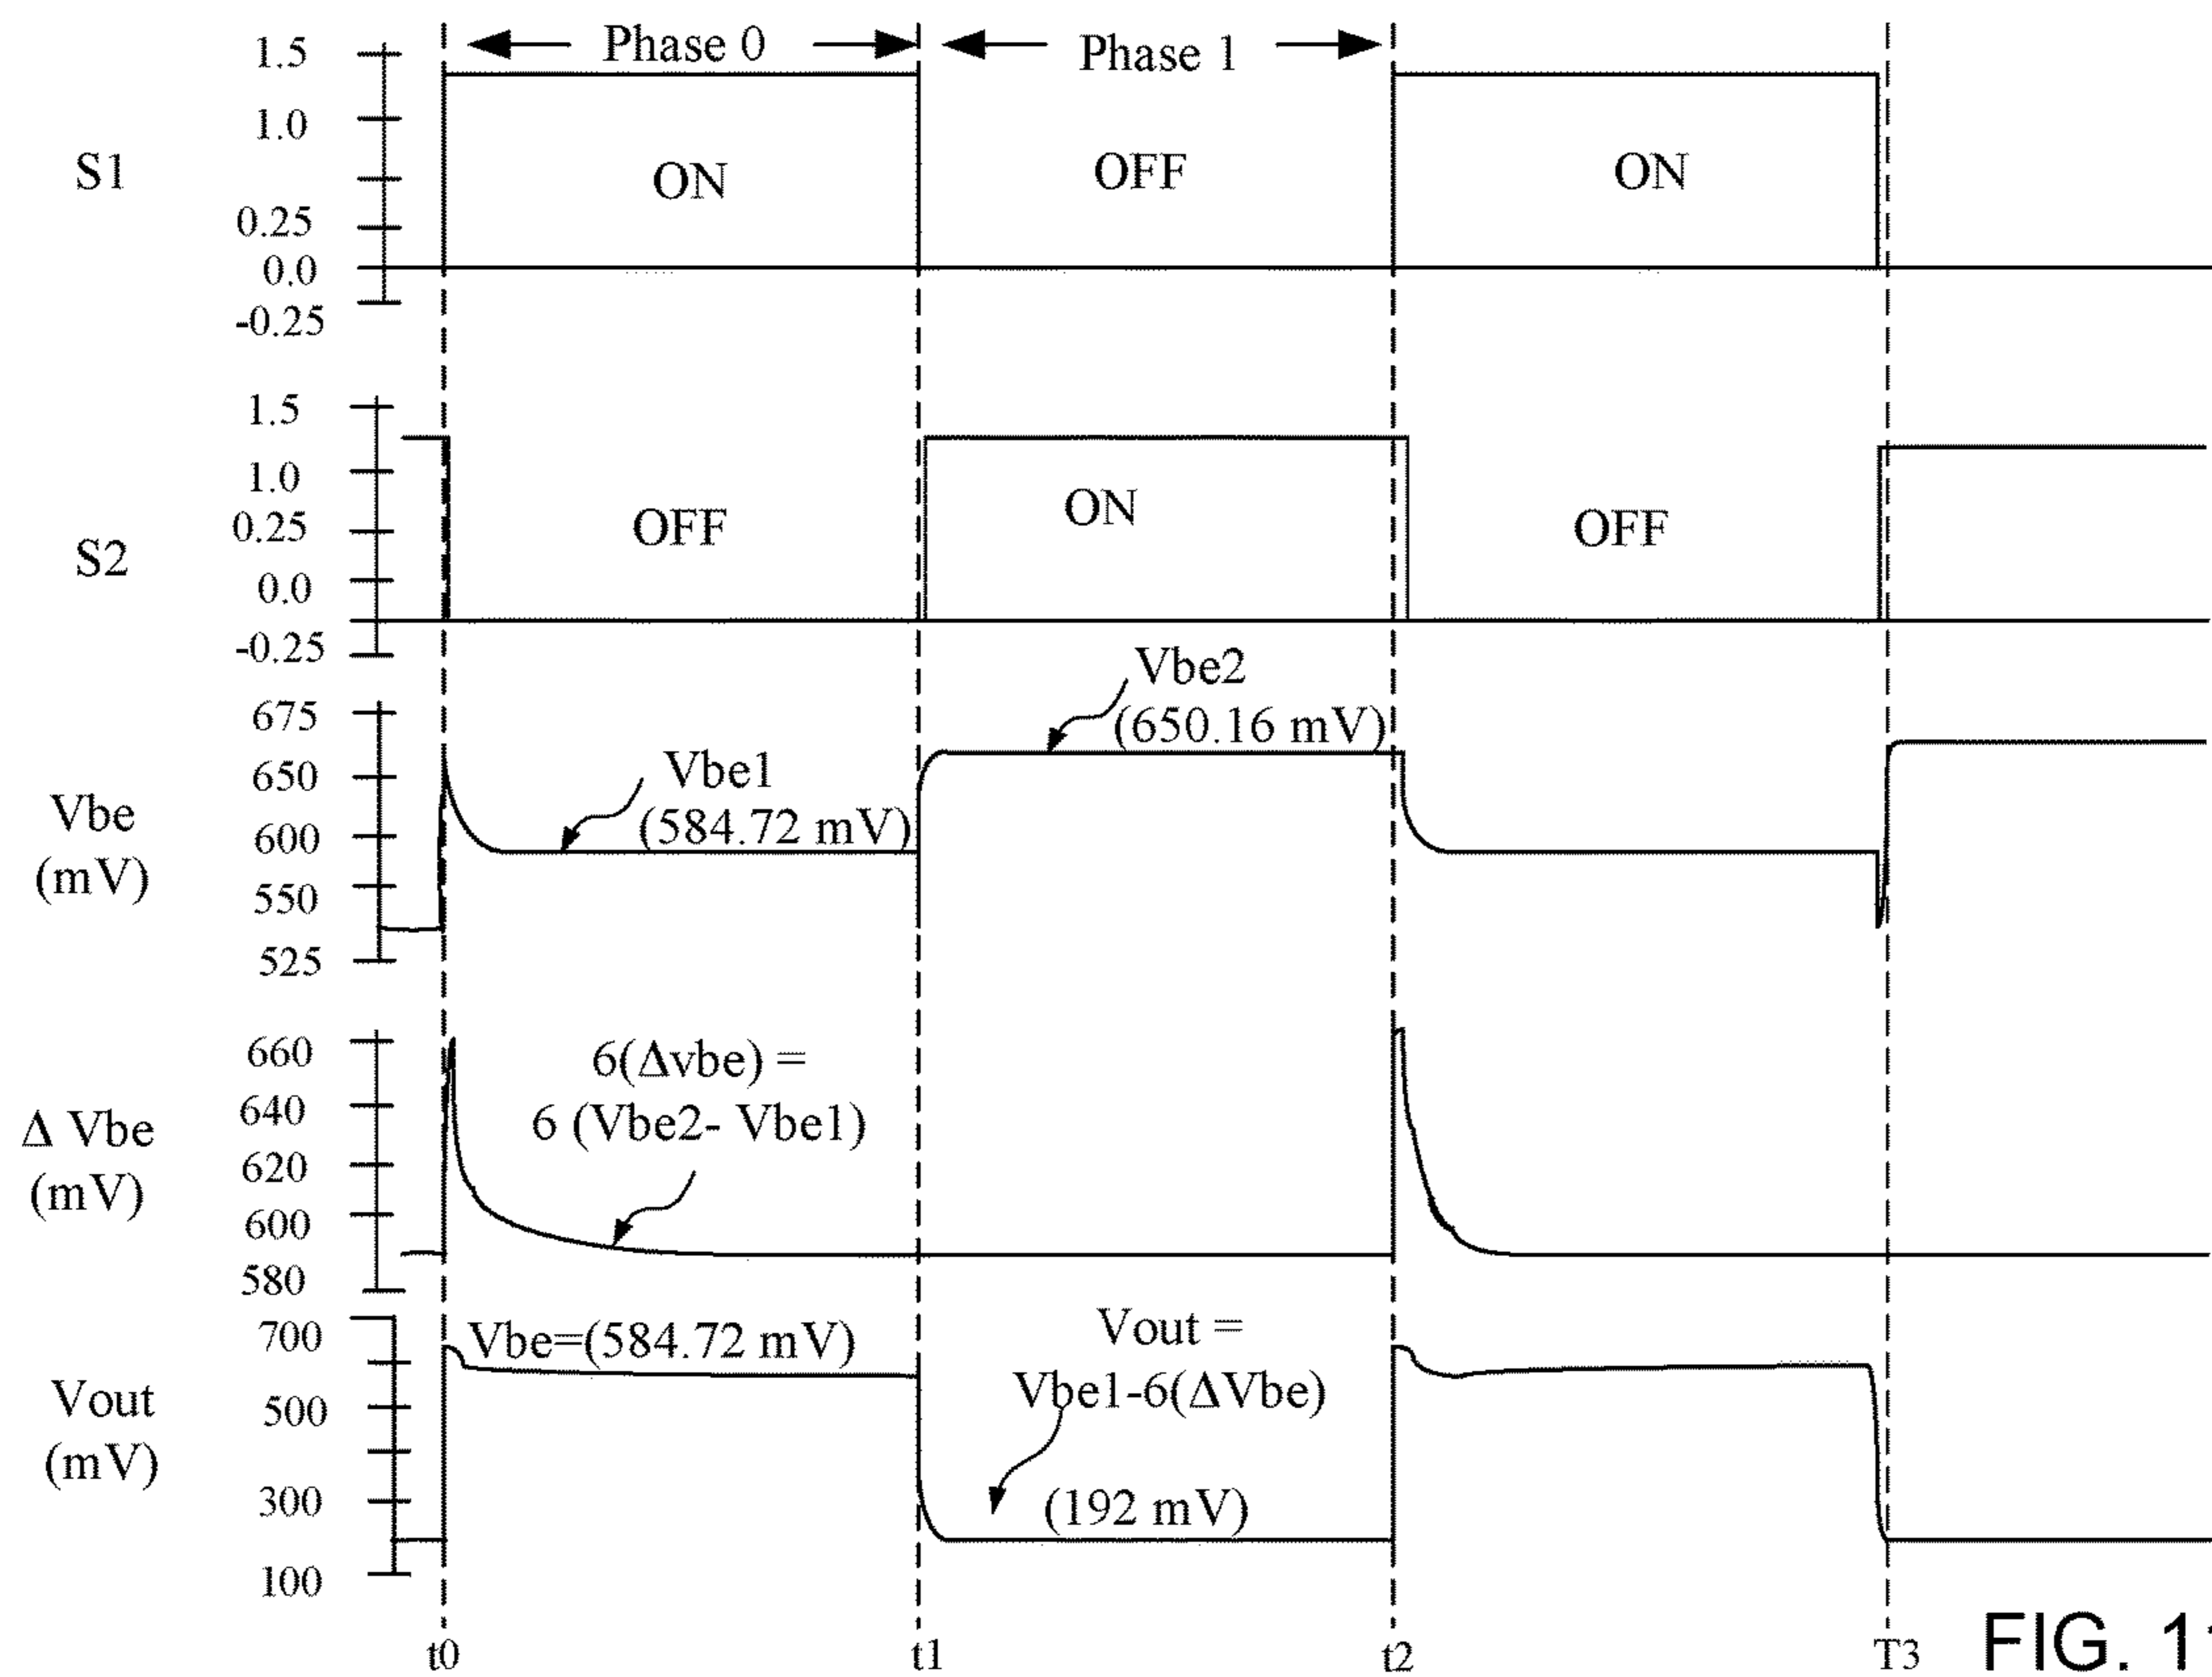 Phase 0
Phase 1
S1
1.5
1.0
0.25
0.0
-0.25
ON
OFF
ON
S2
1.5
1.0
0.25
0.0
-0.25
OFF
ON
OFF
Vbe
(mV)
675
650
600
550
525
Vbe1
(584.72 mV)
Vbe2
(650.16 mV)
Δ Vbe
(mV)
660
640
620
600
580
6(Δvbe) =
6 (Vbe2- Vbe1)
Vout
(mV)
700
500
300
100
Vbe=(584.72 mV)
Vout =
Vbe1-6(ΔVbe)
(192 mV)
t0
t1
t2
T3